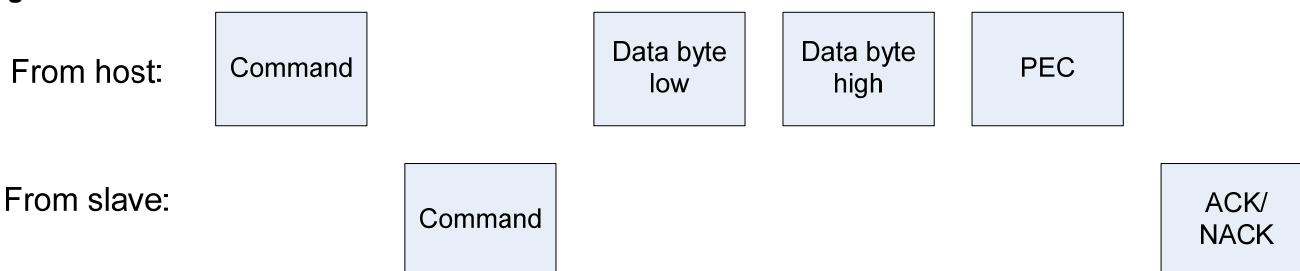 From host:
Command
Data byte
low
Data byte
high
PEC
From slave:
Command
ACK/
NACK